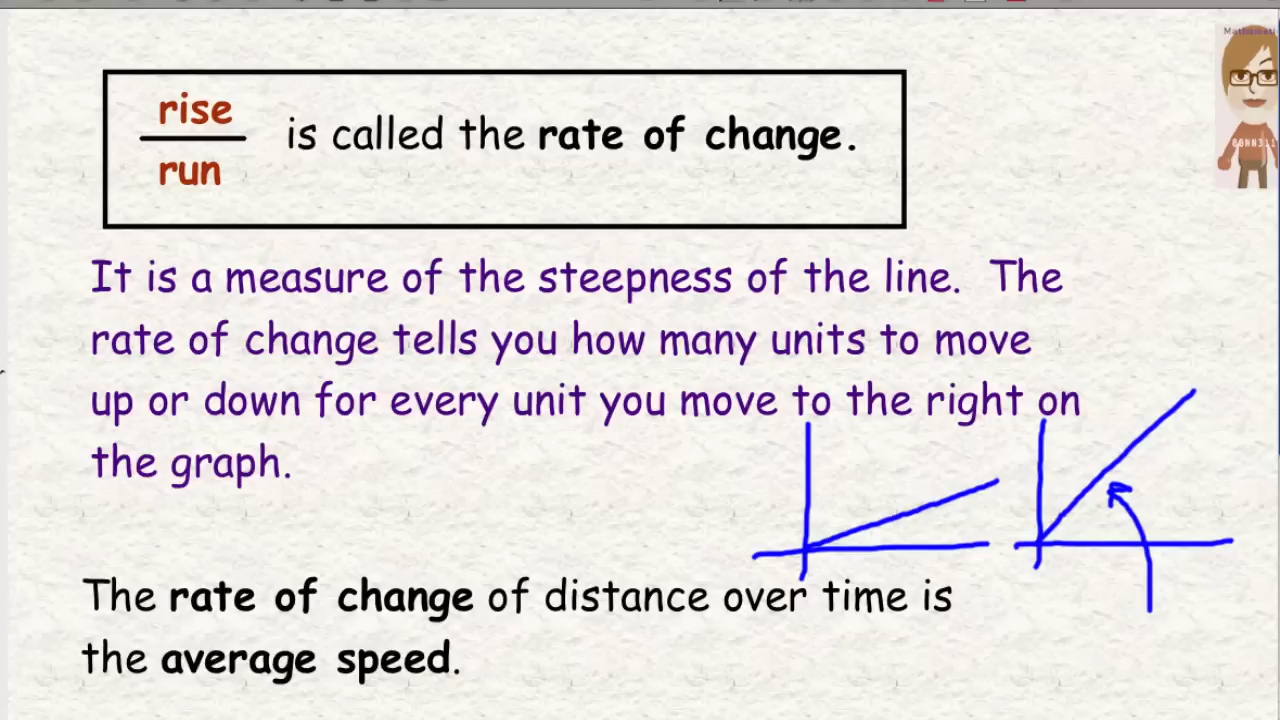 Mathemati
rise
is called the rate of change.
run
It is a measure of the steepness of the line. The
rate of change tells you how many units to move
up or down for every unit you move to the right on
the graph.
The rate of change of distance over time is
the average speed.